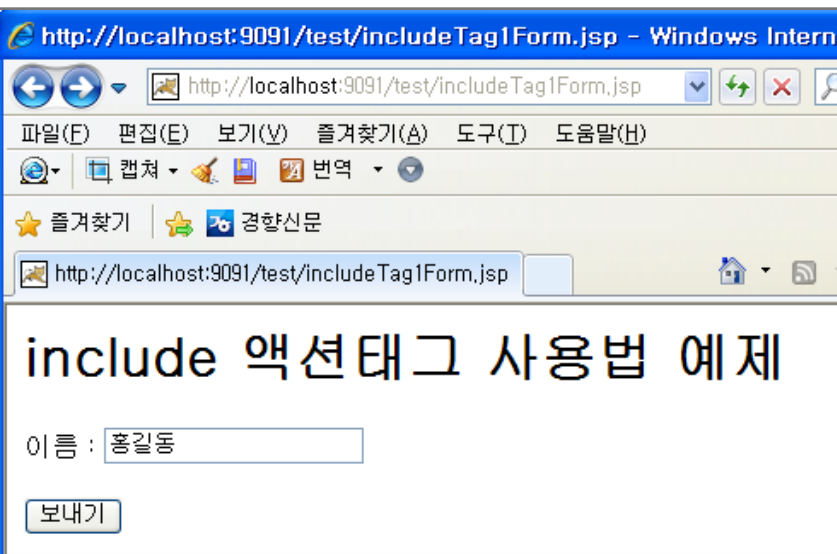 http://localhost:9091/test/includeTag1Form.jsp - Windows Intern
http://localhost:9091/test/includeTag1Form.jsp
파일(F) 편집(E) 보기(V) 즐겨찾기(A) 도구(T) 도움말(H)
캡쳐 번역
즐겨찾기 경향신문
http://localhost:9091/test/includeTag1Form.jsp
include 액션태그 사용법 예제
이름 : 홍길동
보내기